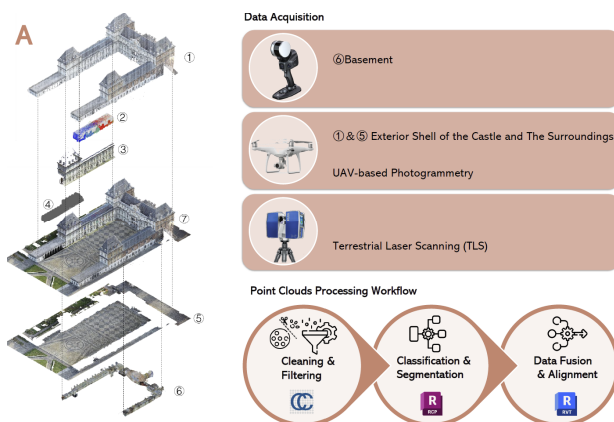 A
①
②
③
④
⑦
⑤
⑥
Data Acquisition
⑥Basement
①&⑤ Exterior Shell of the Castle and The Surroundings
UAV-based Photogrammetry
Terrestrial Laser Scanning (TLS)
Point Clouds Processing Workflow
Cleaning &
Filtering
CC
Classification &
Segmentation
R
RCP
Data Fusion
& Alignment
R
RVT